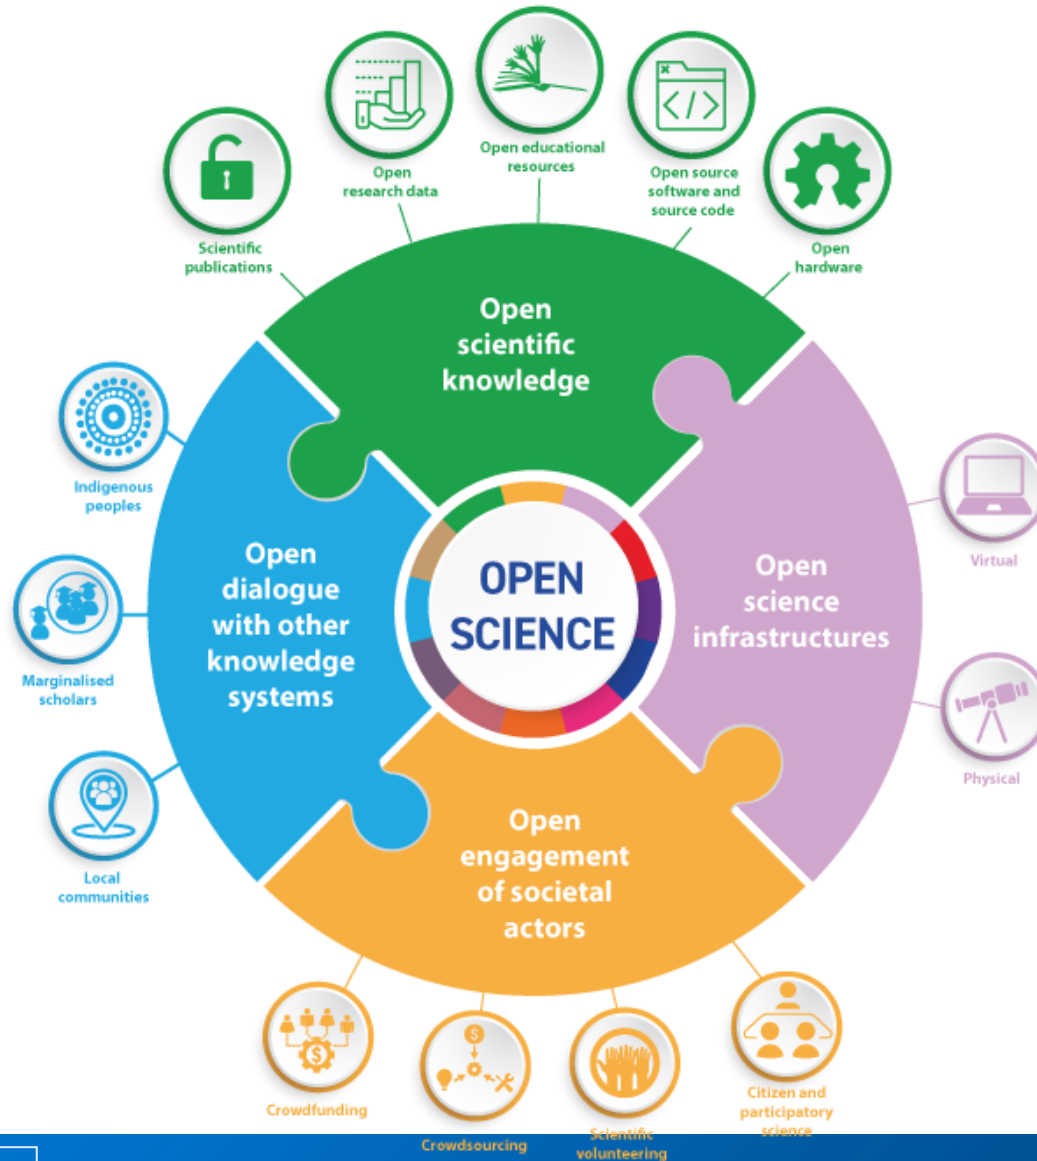 Open educational
resources
Open
research data
Open source
software and
source code
Scientific
publications
Open
hardware
Open
scientific
knowledge
Indigenous
peoples
Marginalised
scholars
Local
communities
Open
dialogue
with other
knowledge
systems
OPEN
SCIENCE
Open
science
infrastructures
Virtual
Physical
Open
engagement
of societal
actors
Crowdfunding
Crowdsourcing
Scientific
volunteering
Citizen and
participatory
science